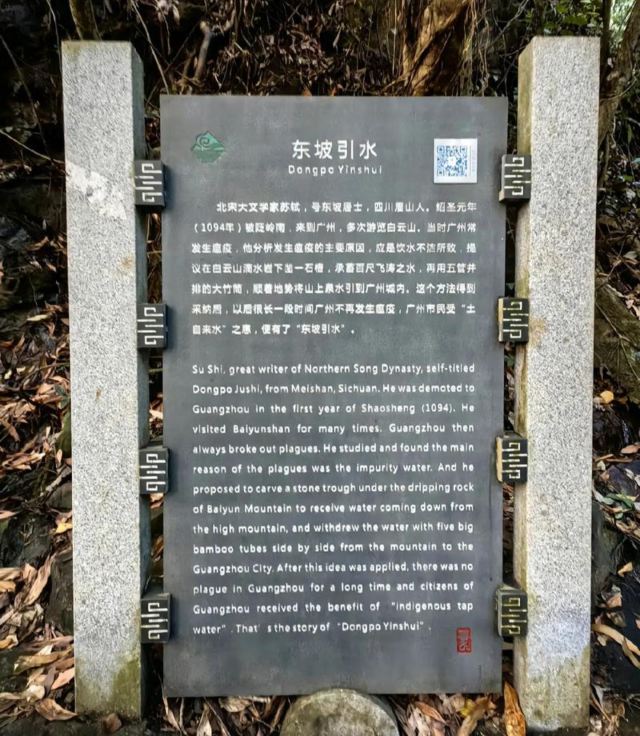 东坡引水
Dongpo Yinshui
北宋大文学家苏轼，号东坡居士，四川眉山人。绍圣元年
（1094年）被贬岭南，来到广州，多次游览白云山。当时广州常
发生瘟疫，他分析发生瘟疫的主要原因，应是饮水不洁所致，提
议在白云山滴水岩下凿一石槽，承蓄百尺飞涛之水，再用五管并
排的大竹筒，顺着地势将山上泉水引到广州城内。这个方法得到
采纳后，以后很长一段时间广州不再发生瘟疫，广州市民受“土
自来水”之惠，便有了“东坡引水”。
Su Shi, great writer of Northern Song Dynasty, self-titled
Dongpo Jushi, from Meishan, Sichuan. He was demoted to
Guangzhou in the first year of Shaosheng (1094). He
visited Baiyunshan for many times. Guangzhou then
always broke out plagues. He studied and found the main
reason of the plagues was the impurity water. And he
proposed to carve a stone trough under the dripping rock
of Baiyun Mountain to receive water coming down from
the high mountain, and withdrew the water with five big
bamboo tubes side by side from the mountain to the
Guangzhou City. After this idea was applied, there was no
plague in Guangzhou for a long time and citizens of
Guangzhou received the benefit of “indigenous tap
water”. That's the story of “Dongpo Yinshui”.